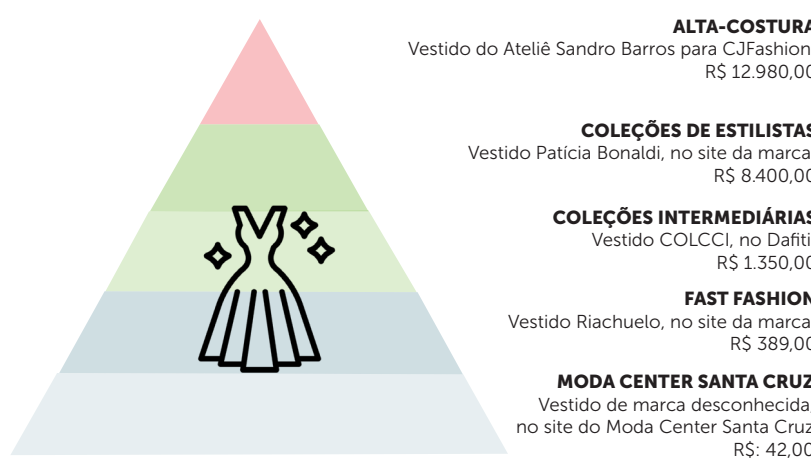 ALTA-COSTURA
Vestido do Ateliê Sandro Barros para CJFashion
R$ 12.980,00
COLEÇÕES DE ESTILISTAS
Vestido Patícia Bonaldi, no site da marca
R$ 8.400,00
COLEÇÕES INTERMEDIÁRIAS
Vestido COLCCI, no Dafiti
R$ 1.350,00
FAST FASHION
Vestido Riachuelo, no site da marca
R$ 389,00
MODA CENTER SANTA CRUZ
Vestido de marca desconhecida,
no site do Moda Center Santa Cruz
R$: 42,00